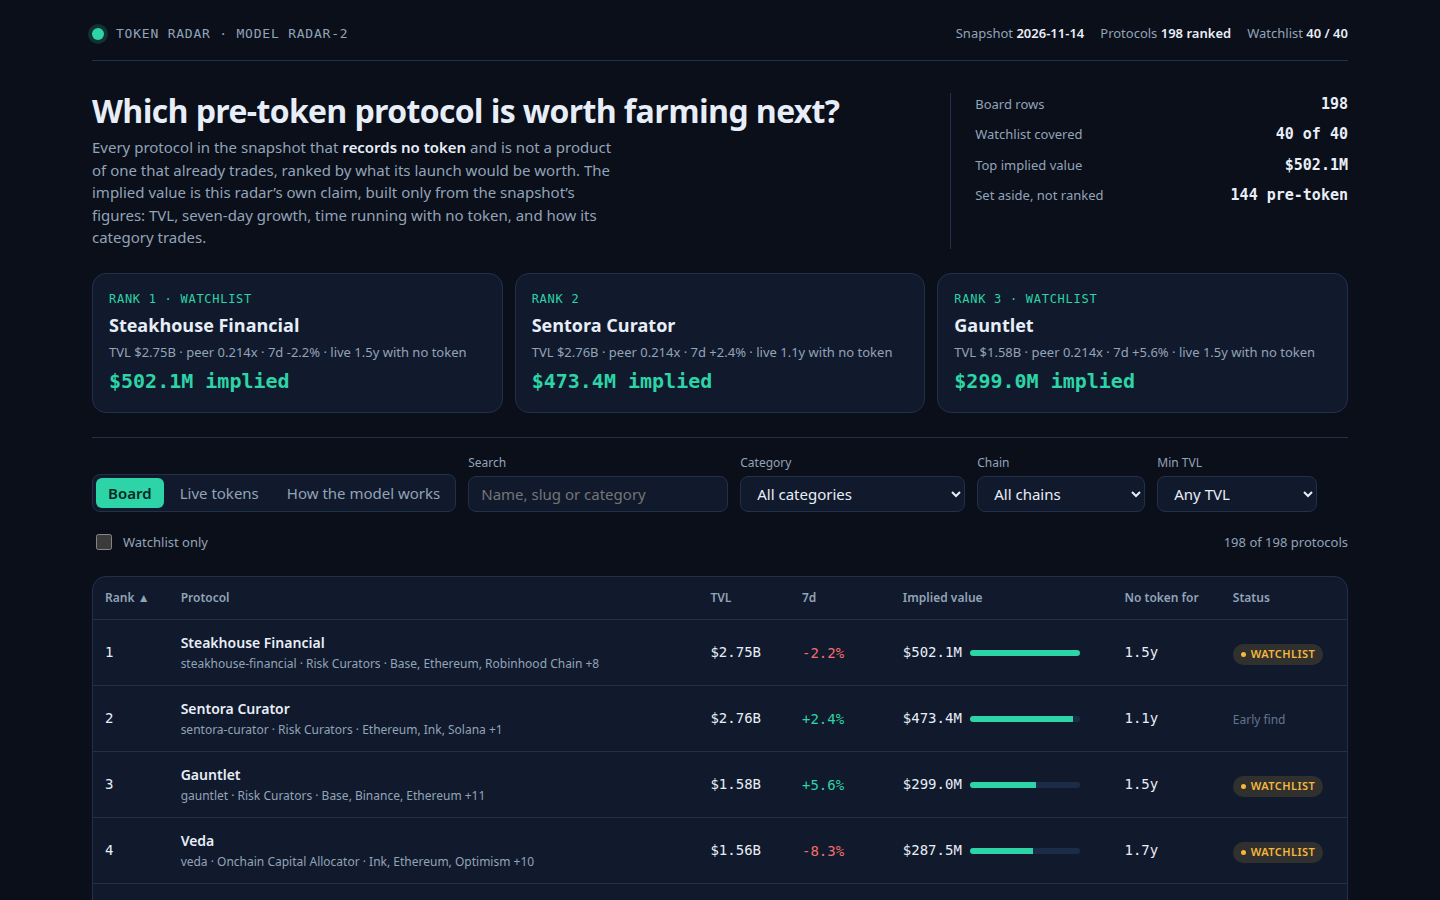 TOKEN RADAR · MODEL RADAR-2
Snapshot 2026-11-14 Protocols 198 ranked Watchlist 40 / 40
Which pre-token protocol is worth farming next?
Every protocol in the snapshot that records no token and is not a product
of one that already trades, ranked by what its launch would be worth. The
implied value is this radar's own claim, built only from the snapshot's
figures: TVL, seven-day growth, time running with no token, and how its
category trades.
Board rows 198
Watchlist covered 40 of 40
Top implied value $502.1M
Set aside, not ranked 144 pre-token
RANK 1 · WATCHLIST
Steakhouse Financial
TVL $2.75B · peer 0.214x · 7d -2.2% · live 1.5y with no token
$502.1M implied
RANK 2
Sentora Curator
TVL $2.76B · peer 0.214x · 7d +2.4% · live 1.1y with no token
$473.4M implied
RANK 3 · WATCHLIST
Gauntlet
TVL $1.58B · peer 0.214x · 7d +5.6% · live 1.5y with no token
$299.0M implied
Search Category Chain Min TVL
Board Live tokens How the model works Name, slug or category All categories All chains Any TVL
Watchlist only 198 of 198 protocols
Rank ▲ Protocol TVL 7d Implied value No token for Status
1 Steakhouse Financial $2.75B -2.2% $502.1M 1.5y WATCHLIST
steakhouse-financial · Risk Curators · Base, Ethereum, Robinhood Chain +8
2 Sentora Curator $2.76B +2.4% $473.4M 1.1y Early find
sentora-curator · Risk Curators · Ethereum, Ink, Solana +1
3 Gauntlet $1.58B +5.6% $299.0M 1.5y WATCHLIST
gauntlet · Risk Curators · Base, Binance, Ethereum +11
4 Veda $1.56B -8.3% $287.5M 1.7y WATCHLIST
veda · Onchain Capital Allocator · Ink, Ethereum, Optimism +10